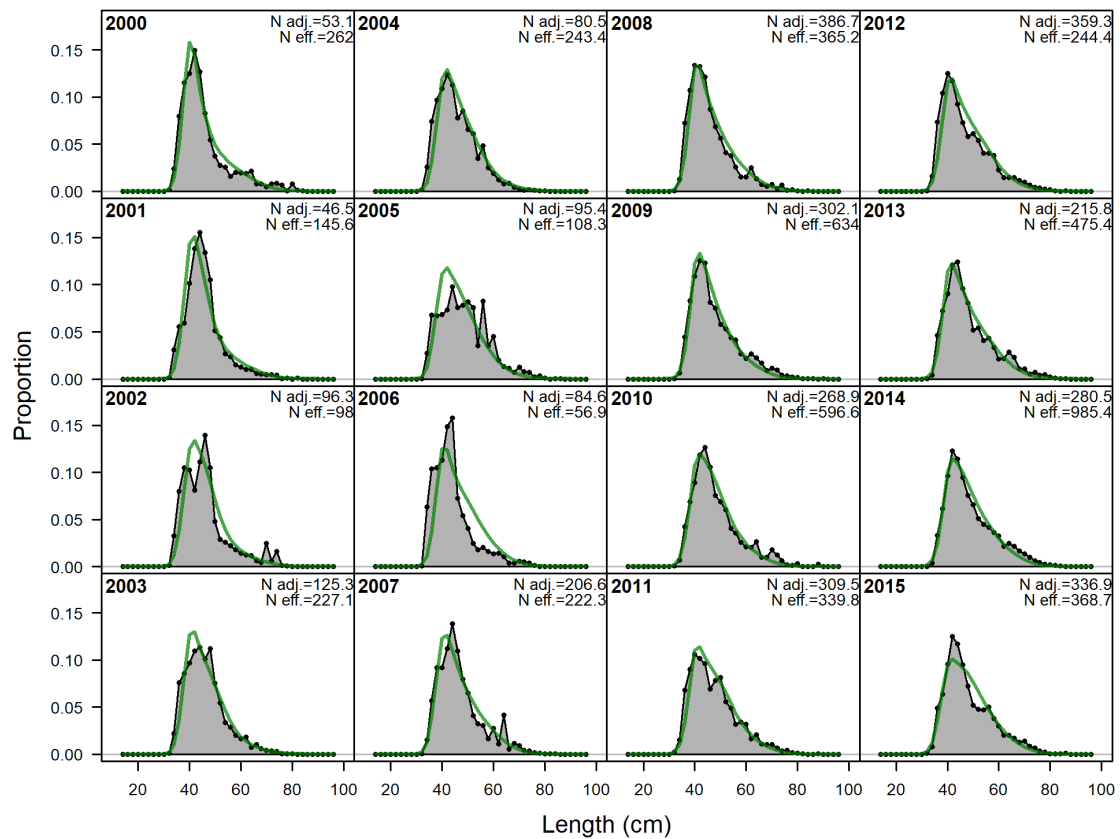 2000 N adj.=53.1
N eff.=262
2004 N adj.=80.5
N eff.=243.4
2008 N adj.=386.7
N eff.=365.2
2012 N adj.=359.3
N eff.=244.4
2001 N adj.=46.5
N eff.=145.6
2005 N adj.=95.4
N eff.=108.3
2009 N adj.=302.1
N eff.=634
2013 N adj.=215.8
N eff.=475.4
2002 N adj.=96.3
N eff.=98
2006 N adj.=84.6
N eff.=56.9
2010 N adj.=268.9
N eff.=596.6
2014 N adj.=280.5
N eff.=985.4
2003 N adj.=125.3
N eff.=227.1
2007 N adj.=206.6
N eff.=222.3
2011 N adj.=309.5
N eff.=339.8
2015 N adj.=336.9
N eff.=368.7
0.15
0.10
0.05
0.00
0.15
0.10
0.05
0.00
0.15
0.10
0.05
0.00
0.15
0.10
0.05
0.00
Proportion
20 40 60 80 100
20 40 60 80 100
20 40 60 80 100
20 40 60 80 100
Length (cm)